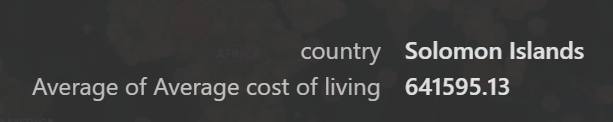 country Solomon Islands
Average of Average cost of living 641595.13